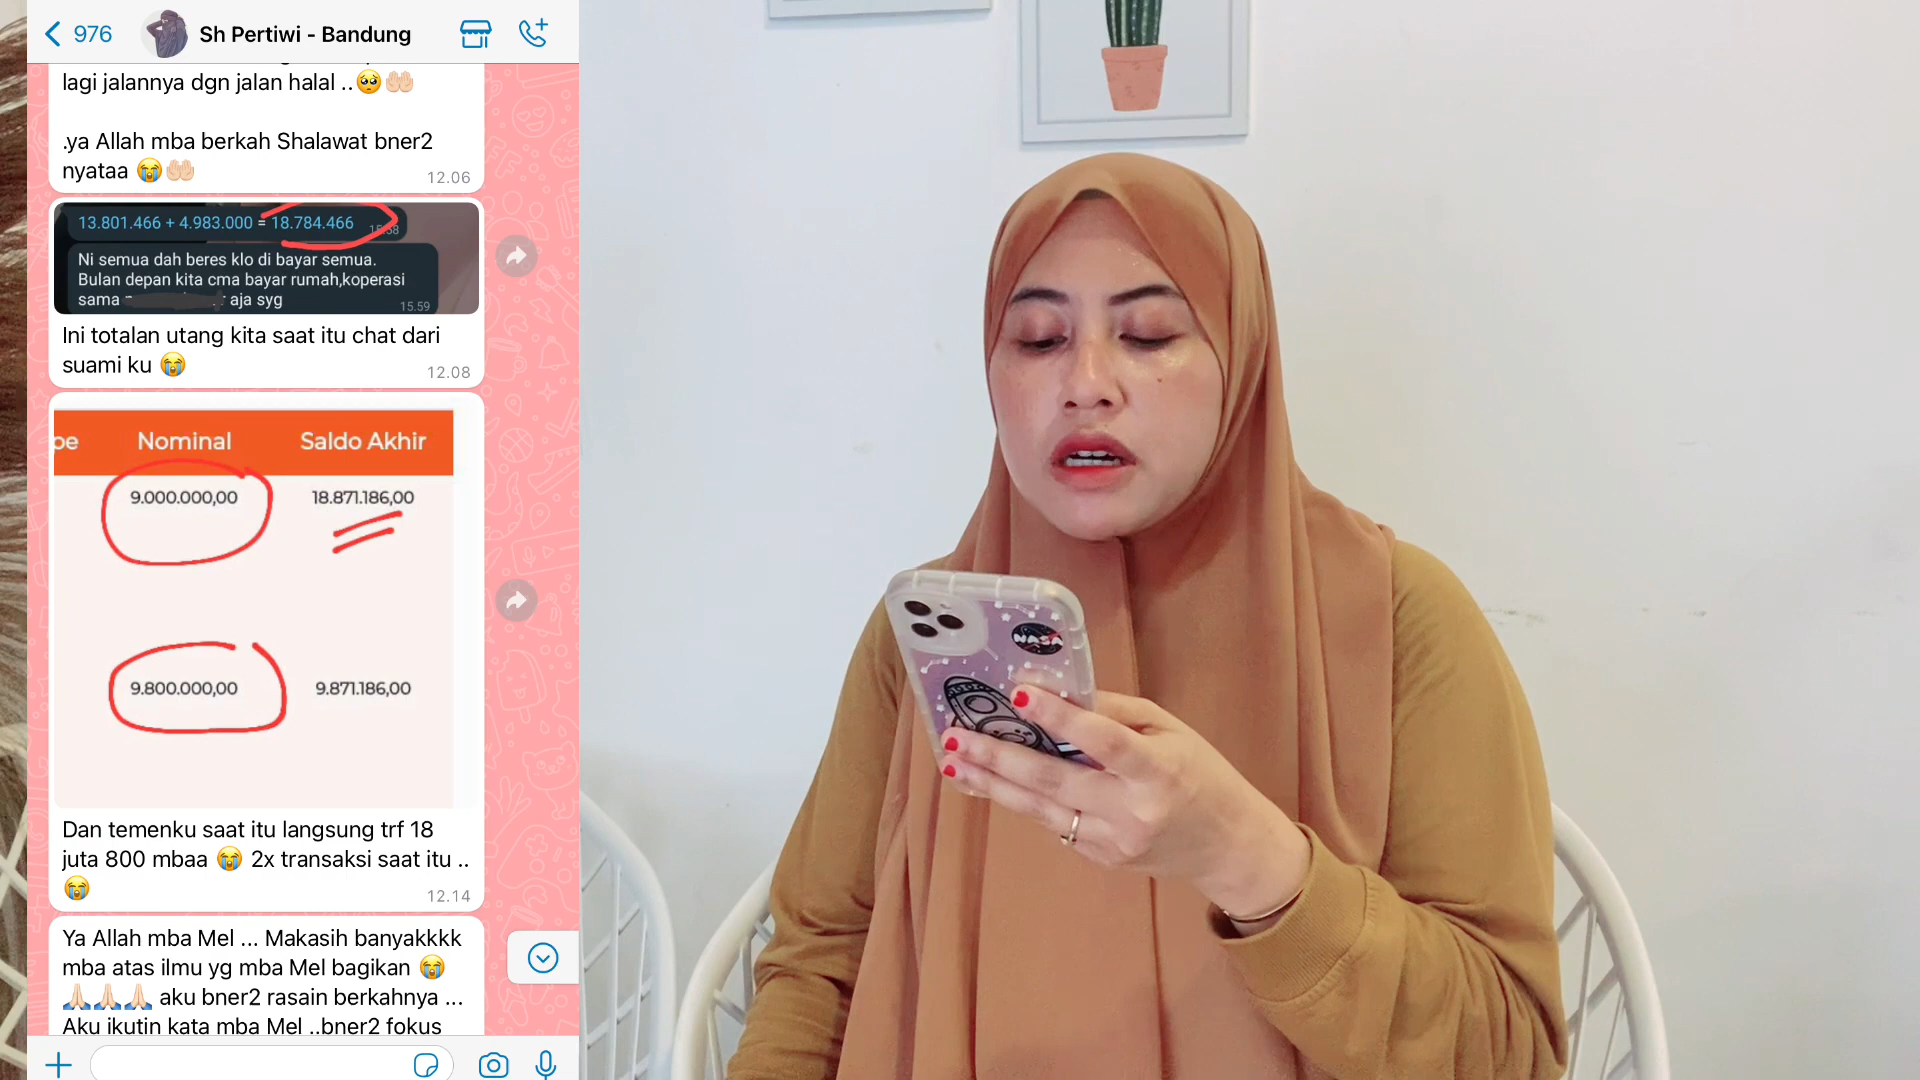 976
Sh Pertiwi - Bandung
lagi jalannya dgn jalan halal ..🥺🤲🏻
.ya Allah mba berkah Shalawat bner2
nyataa 😭🤲🏻
12.06
13.801.466 + 4.983.000 = 18.784.466
Ni semua dah beres klo di bayar semua.
Bulan depan kita cma bayar rumah,koperasi
sama
aja syg
15.59
Ini totalan utang kita saat itu chat dari
suami ku 😭
12.08
Nominal Saldo Akhir
9.000.000,00 18.871.186,00
9.800.000,00 9.871.186,00
Dan temenku saat itu langsung trf 18
juta 800 mbaa 😭 2x transaksi saat itu ..
😭
12.14
Ya Allah mba Mel ... Makasih banyakkkk
mba atas ilmu yg mba Mel bagikan 😭
🙏🏻🙏🏻🙏🏻 aku bner2 rasain berkahnya ...
Aku ikutin kata mba Mel ..bner2 fokus